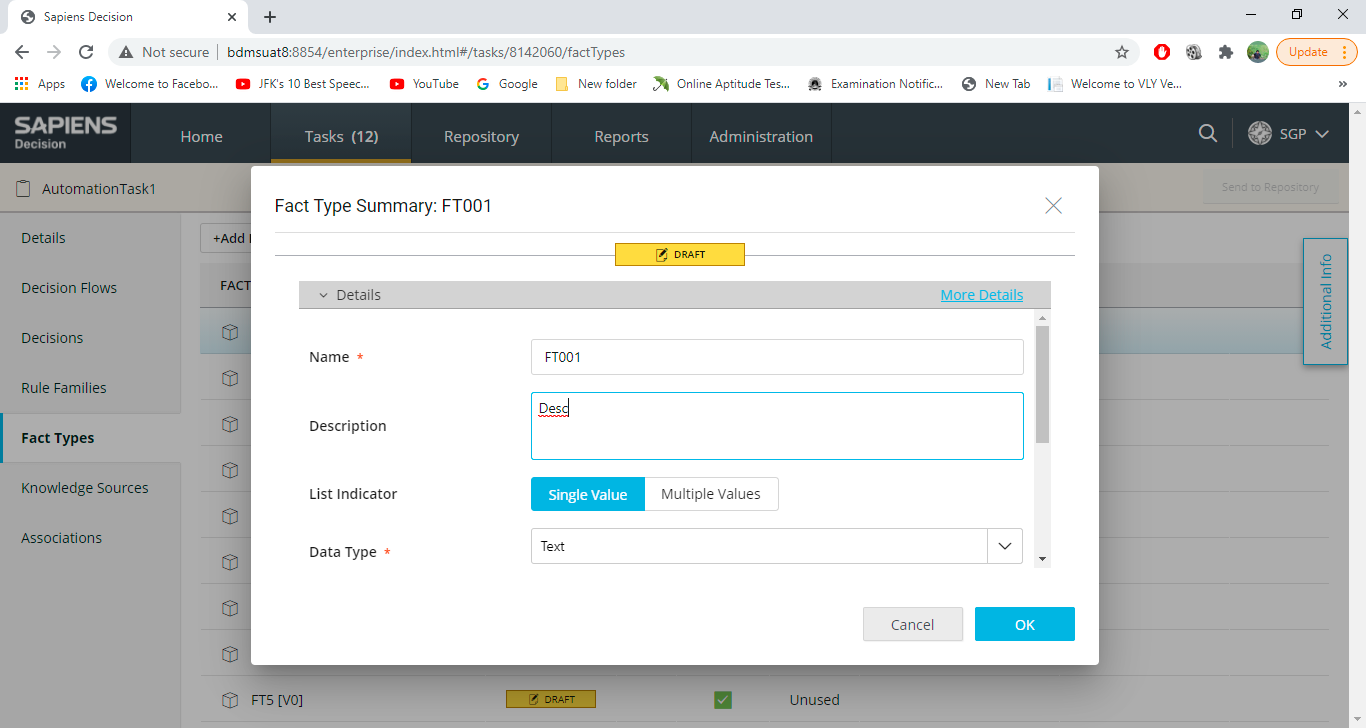 Sapiens Decision
Not secure
bdmsuat8:8854/enterprise/index.html#/tasks/8142060/factTypes
Update
Apps
Welcome to Facebo...
JFK's 10 Best Speec...
YouTube
Google
New folder
Online Aptitude Tes...
Examination Notific...
New Tab
Welcome to VLY Ve...
»
SAPIENS
Decision
Home
Tasks (12)
Repository
Reports
Administration
SGP
AutomationTask1
Send to Repository
Details
Decision Flows
Decisions
Rule Families
Fact Types
Knowledge Sources
Associations
+Add
FACT
Additional Info
Fact Type Summary: FT001
DRAFT
Details
More Details
Name *
FT001
Description
Desc
List Indicator
Single Value
Multiple Values
Data Type *
Text
Cancel
OK
FT5 [V0]
DRAFT
Unused